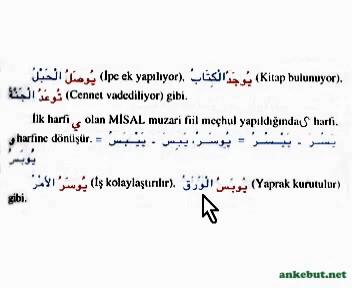 يُوصَلُ الْحَبْلُ (İpe ek yapılıyor), يُوجَدُ الْكِتَابُ (Kitap bulunuyor),
تُوعَدُ الْجَنَّةُ (Cennet vadediliyor) gibi.
İlk harfi ي olan MİSAL muzari fiil meçhul yapıldığında ى harfi,
و harfine dönüşür. = يَسَرَ ـ يَيْسَرُ = يُوسَرُ, يَبِسَ ـ يَيْبَسُ =
يُوبَسُ
يُوسَرُ الأَمْرُ (İş kolaylaştırılır), يُوبَسُ الْوَرَقُ (Yaprak kurutulur)
gibi.
ankebut.net